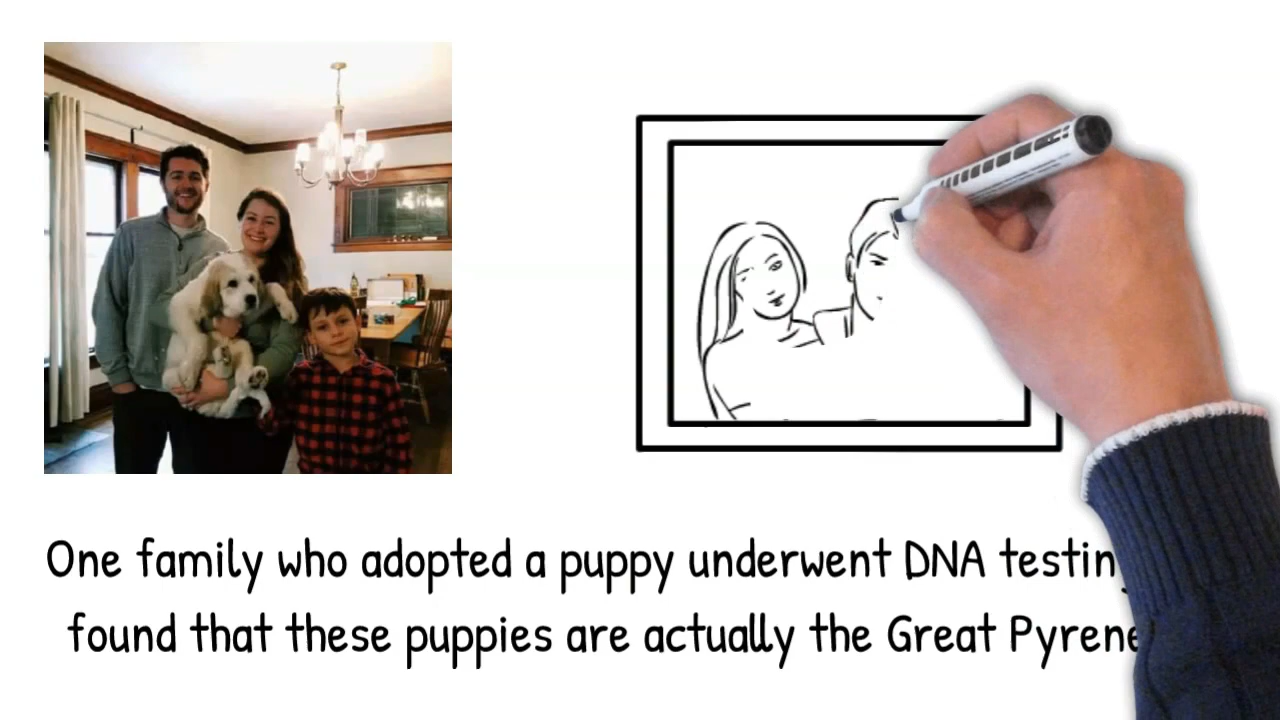 One family who adopted a puppy underwent DNA testin
found that these puppies are actually the Great Pyrene